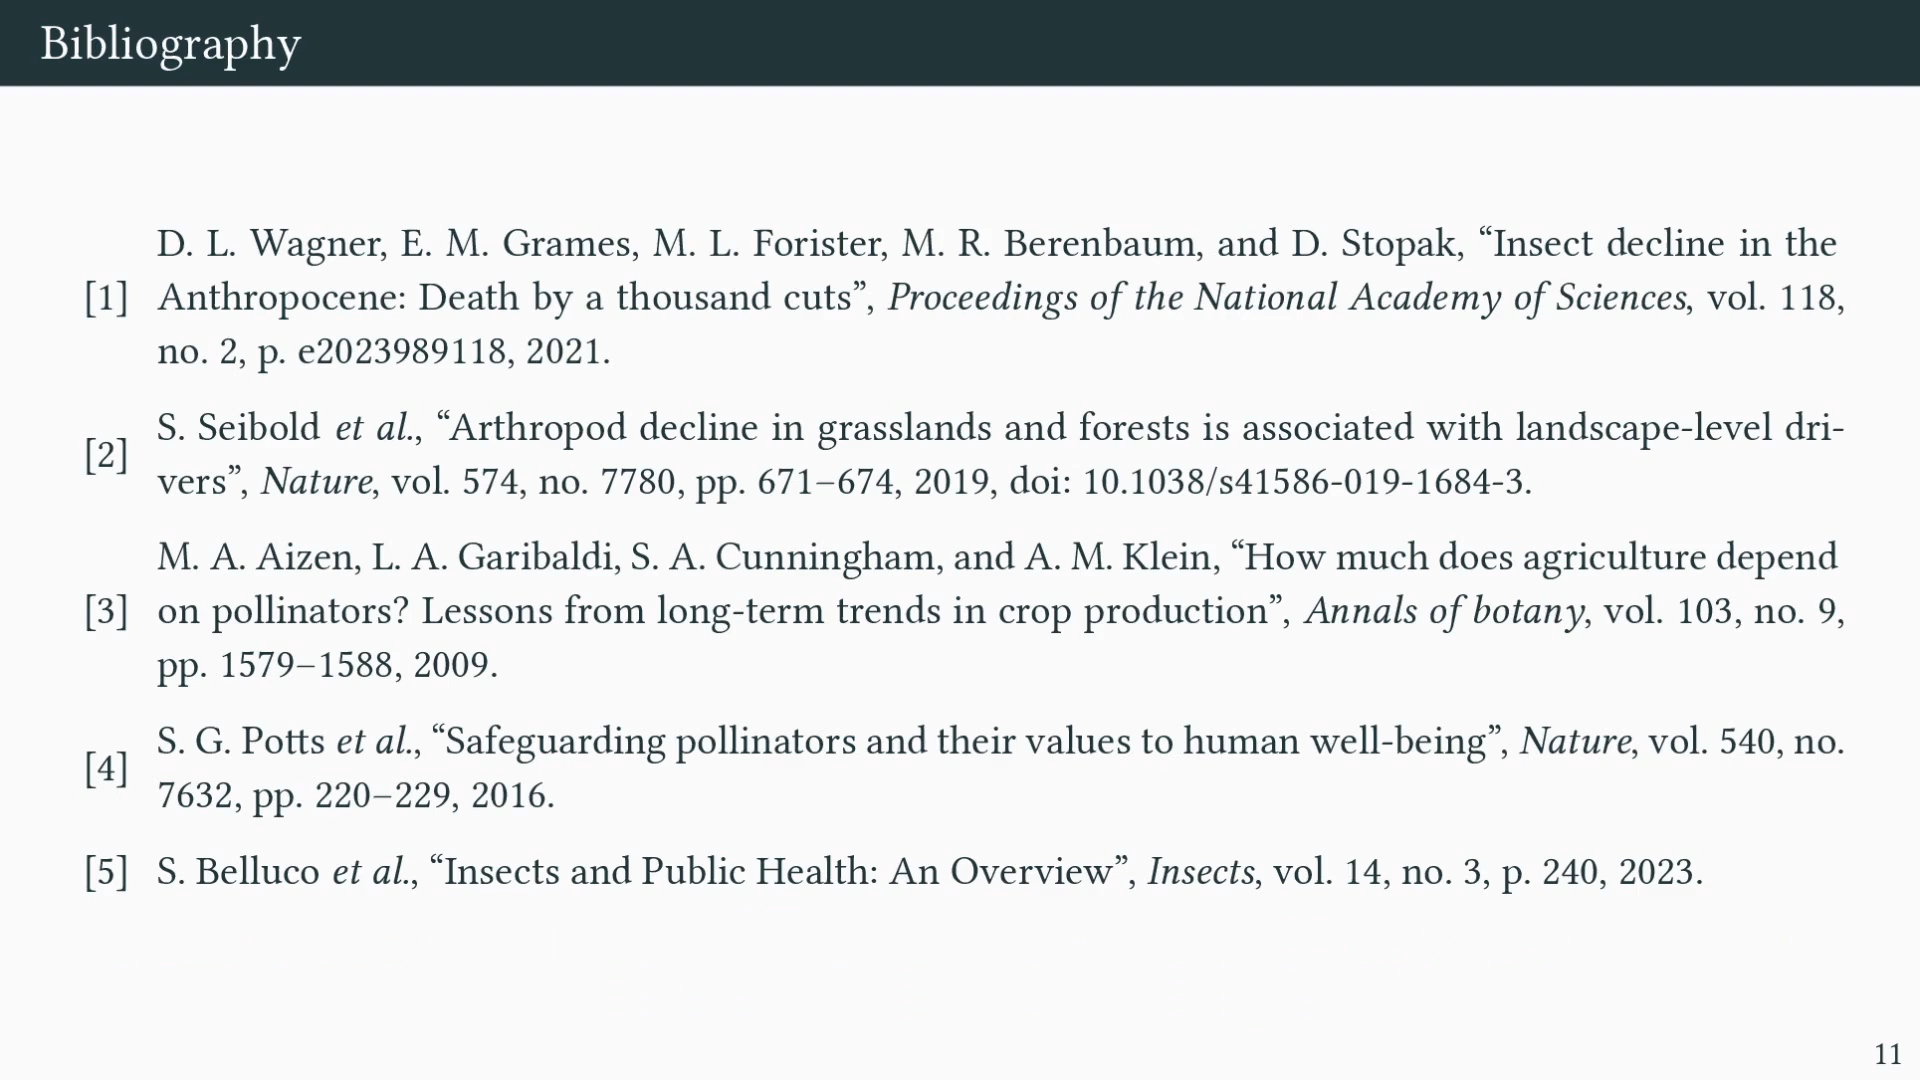 Bibliography
D. L. Wagner, E. M. Grames, M. L. Forister, M. R. Berenbaum, and D. Stopak, “Insect decline in the
[1] Anthropocene: Death by a thousand cuts”, Proceedings of the National Academy of Sciences, vol. 118,
no. 2, p. e2023989118, 2021.
[2] S. Seibold et al., “Arthropod decline in grasslands and forests is associated with landscape-level dri-
vers”, Nature, vol. 574, no. 7780, pp. 671–674, 2019, doi: 10.1038/s41586-019-1684-3.
M. A. Aizen, L. A. Garibaldi, S. A. Cunningham, and A. M. Klein, “How much does agriculture depend
[3] on pollinators? Lessons from long-term trends in crop production”, Annals of botany, vol. 103, no. 9,
pp. 1579–1588, 2009.
[4] S. G. Potts et al., “Safeguarding pollinators and their values to human well-being”, Nature, vol. 540, no.
7632, pp. 220–229, 2016.
[5] S. Belluco et al., “Insects and Public Health: An Overview”, Insects, vol. 14, no. 3, p. 240, 2023.
11